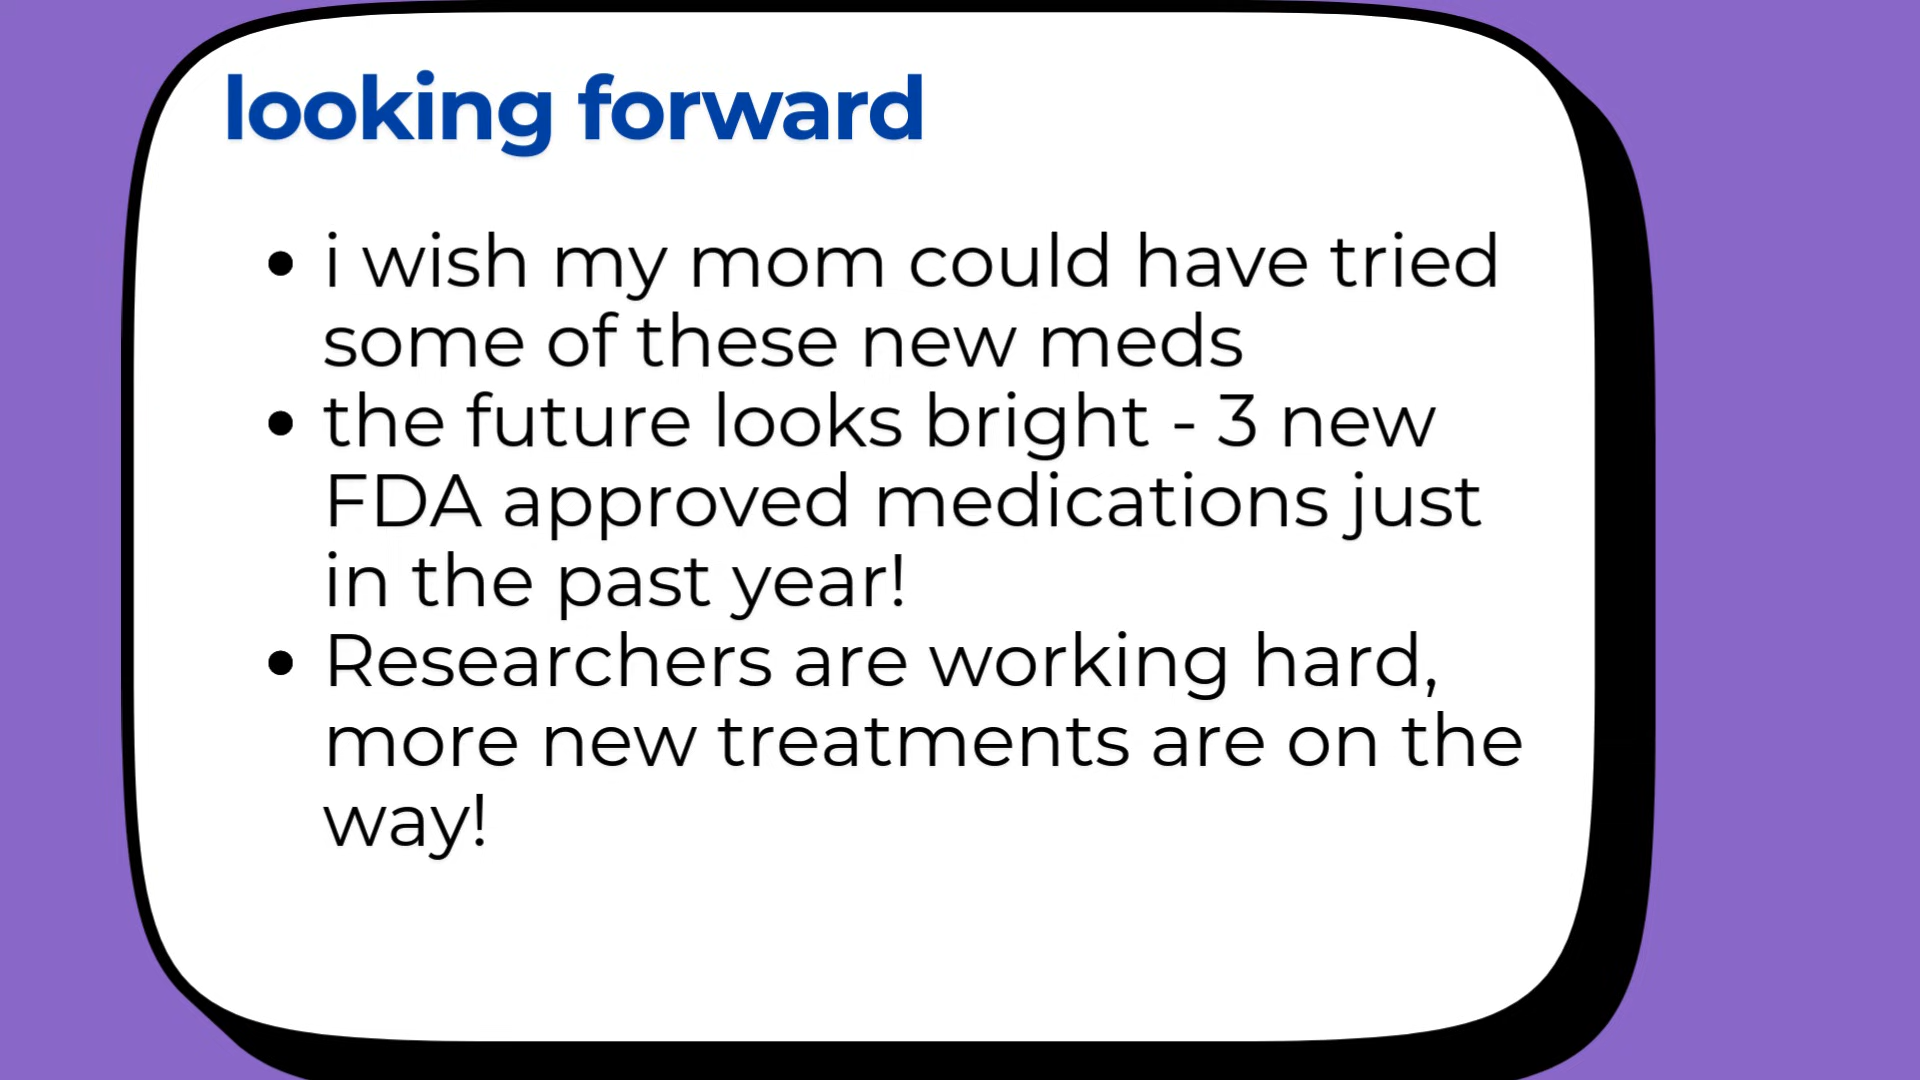 looking forward
• i wish my mom could have tried
some of these new meds
• the future looks bright - 3 new
FDA approved medications just
in the past year!
• Researchers are working hard,
more new treatments are on the
way!